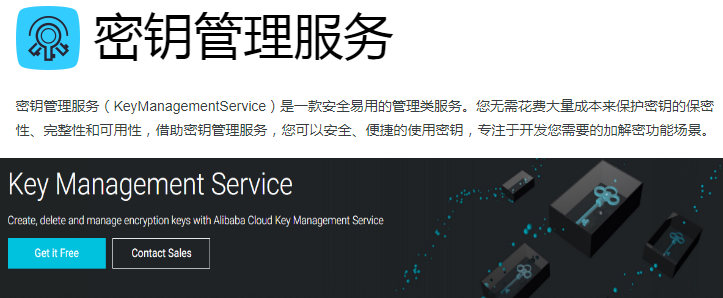 密钥管理服务
密钥管理服务（KeyManagementService）是一款安全易用的管理类服务。您无需花费大量成本来保护密钥的保密
性、完整性和可用性，借助密钥管理服务，您可以安全、便捷的使用密钥，专注于开发您需要的加解密功能场景。
Key Management Service
Create, delete and manage encryption keys with Alibaba Cloud Key Management Service
Get it Free
Contact Sales